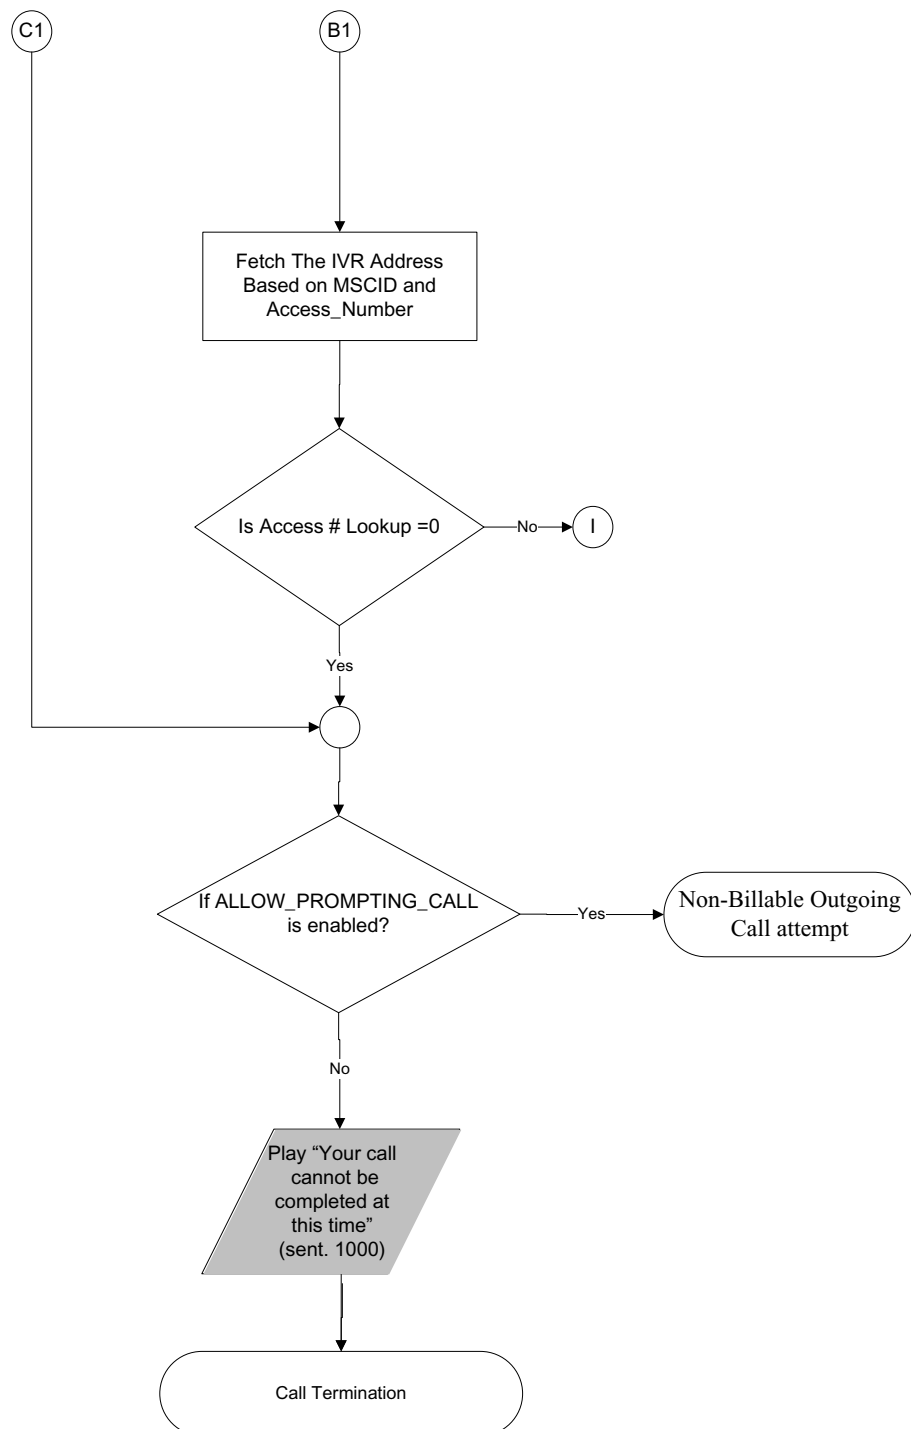 C1
B1
Fetch The IVR Address
Based on MSCID and
Access_Number
Is Access # Lookup =0
No
I
Yes
If ALLOW_PROMPTING_CALL
is enabled?
Yes
Non-Billable Outgoing
Call attempt
No
Play “Your call
cannot be
completed at
this time”
(sent. 1000)
Call Termination